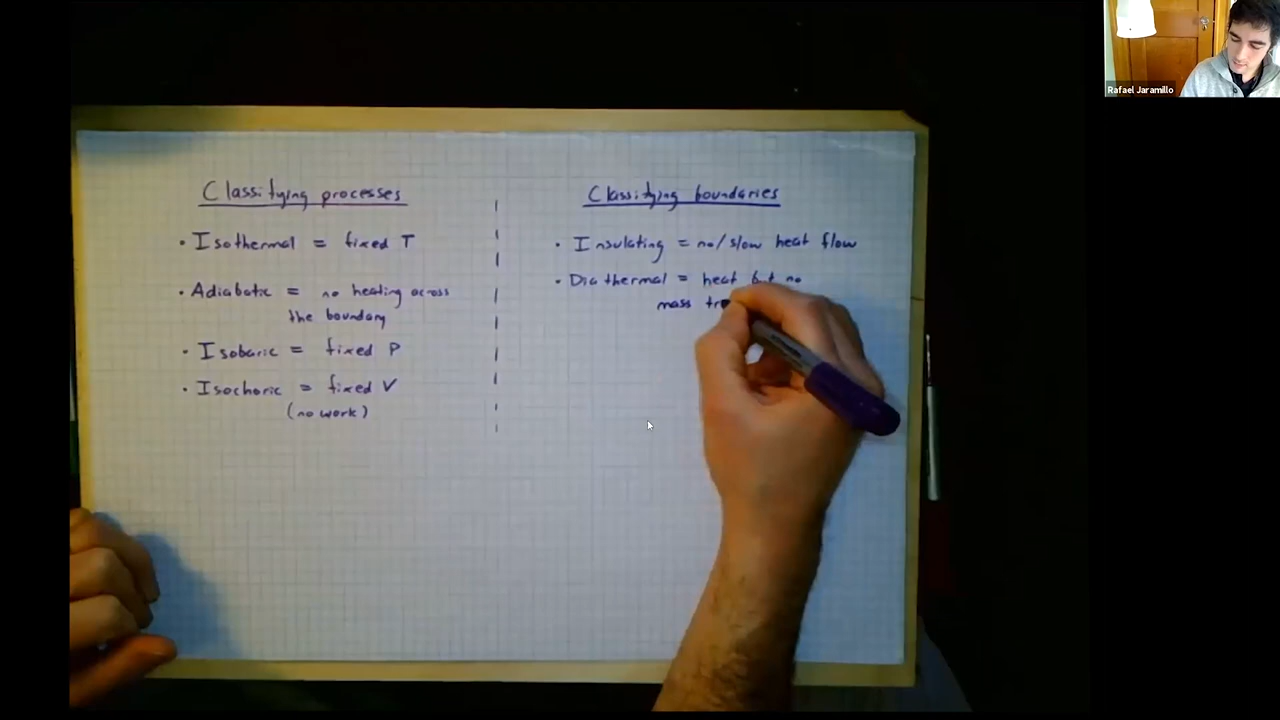 Classifying processes
• Isothermal = fixed T
• Adiabatic = no heating across
the boundary
• Isobaric = fixed P
• Isochoric = fixed V
(no work)
Classifying boundaries
• Insulating = no/slow heat flow
• Diathermal = heat but no
mass
Rafael Jaramillo